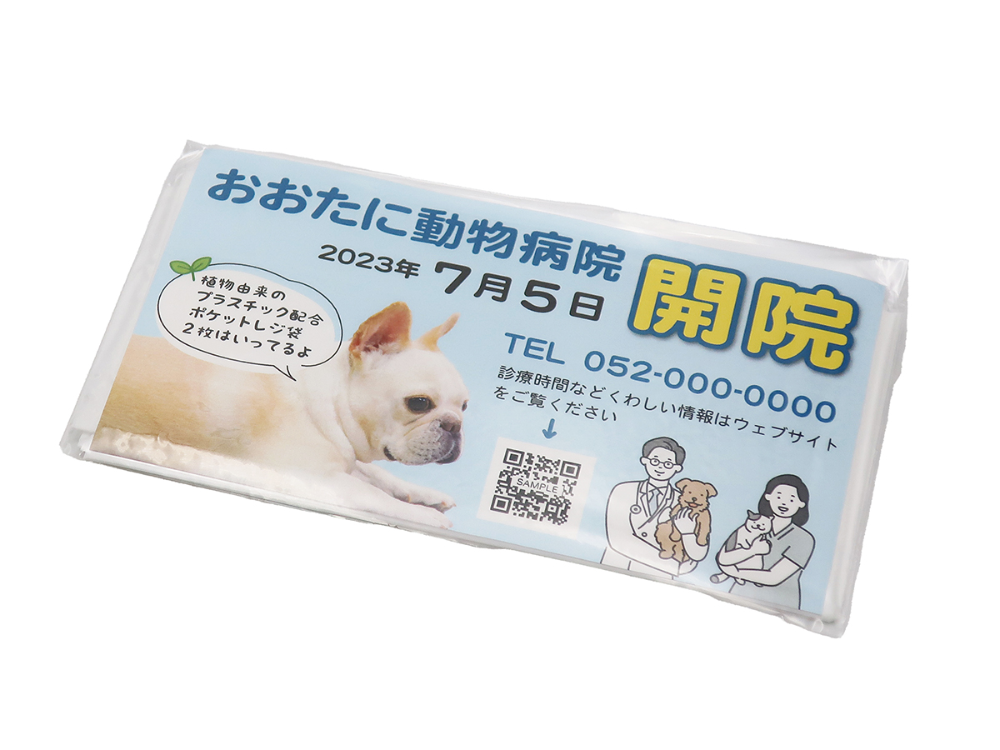 おおたに動物病院
2023年 7月5日
開院
植物由来の
プラスチック配合
ポケットレジ袋
2枚はいってるよ
TEL 052-000-0000
診療時間などくわしい情報はウェブサイト
をご覧ください
↓
SAMPLE